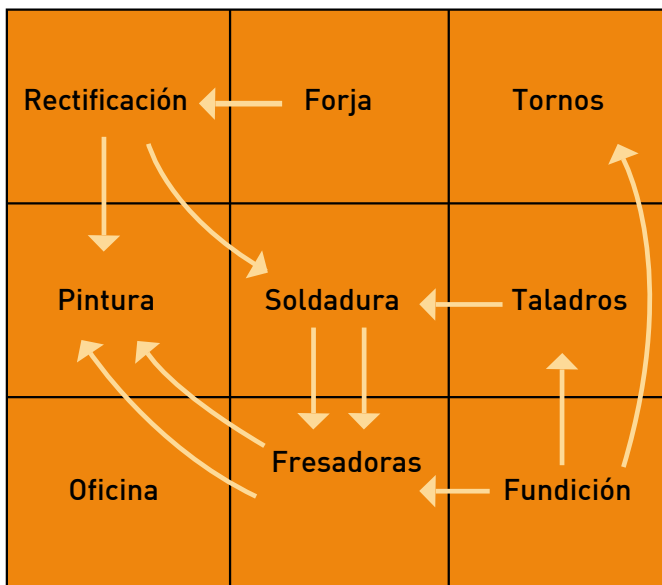 Rectificación
Forja
Tornos
Pintura
Soldadura
Taladros
Oficina
Fresadoras
Fundición